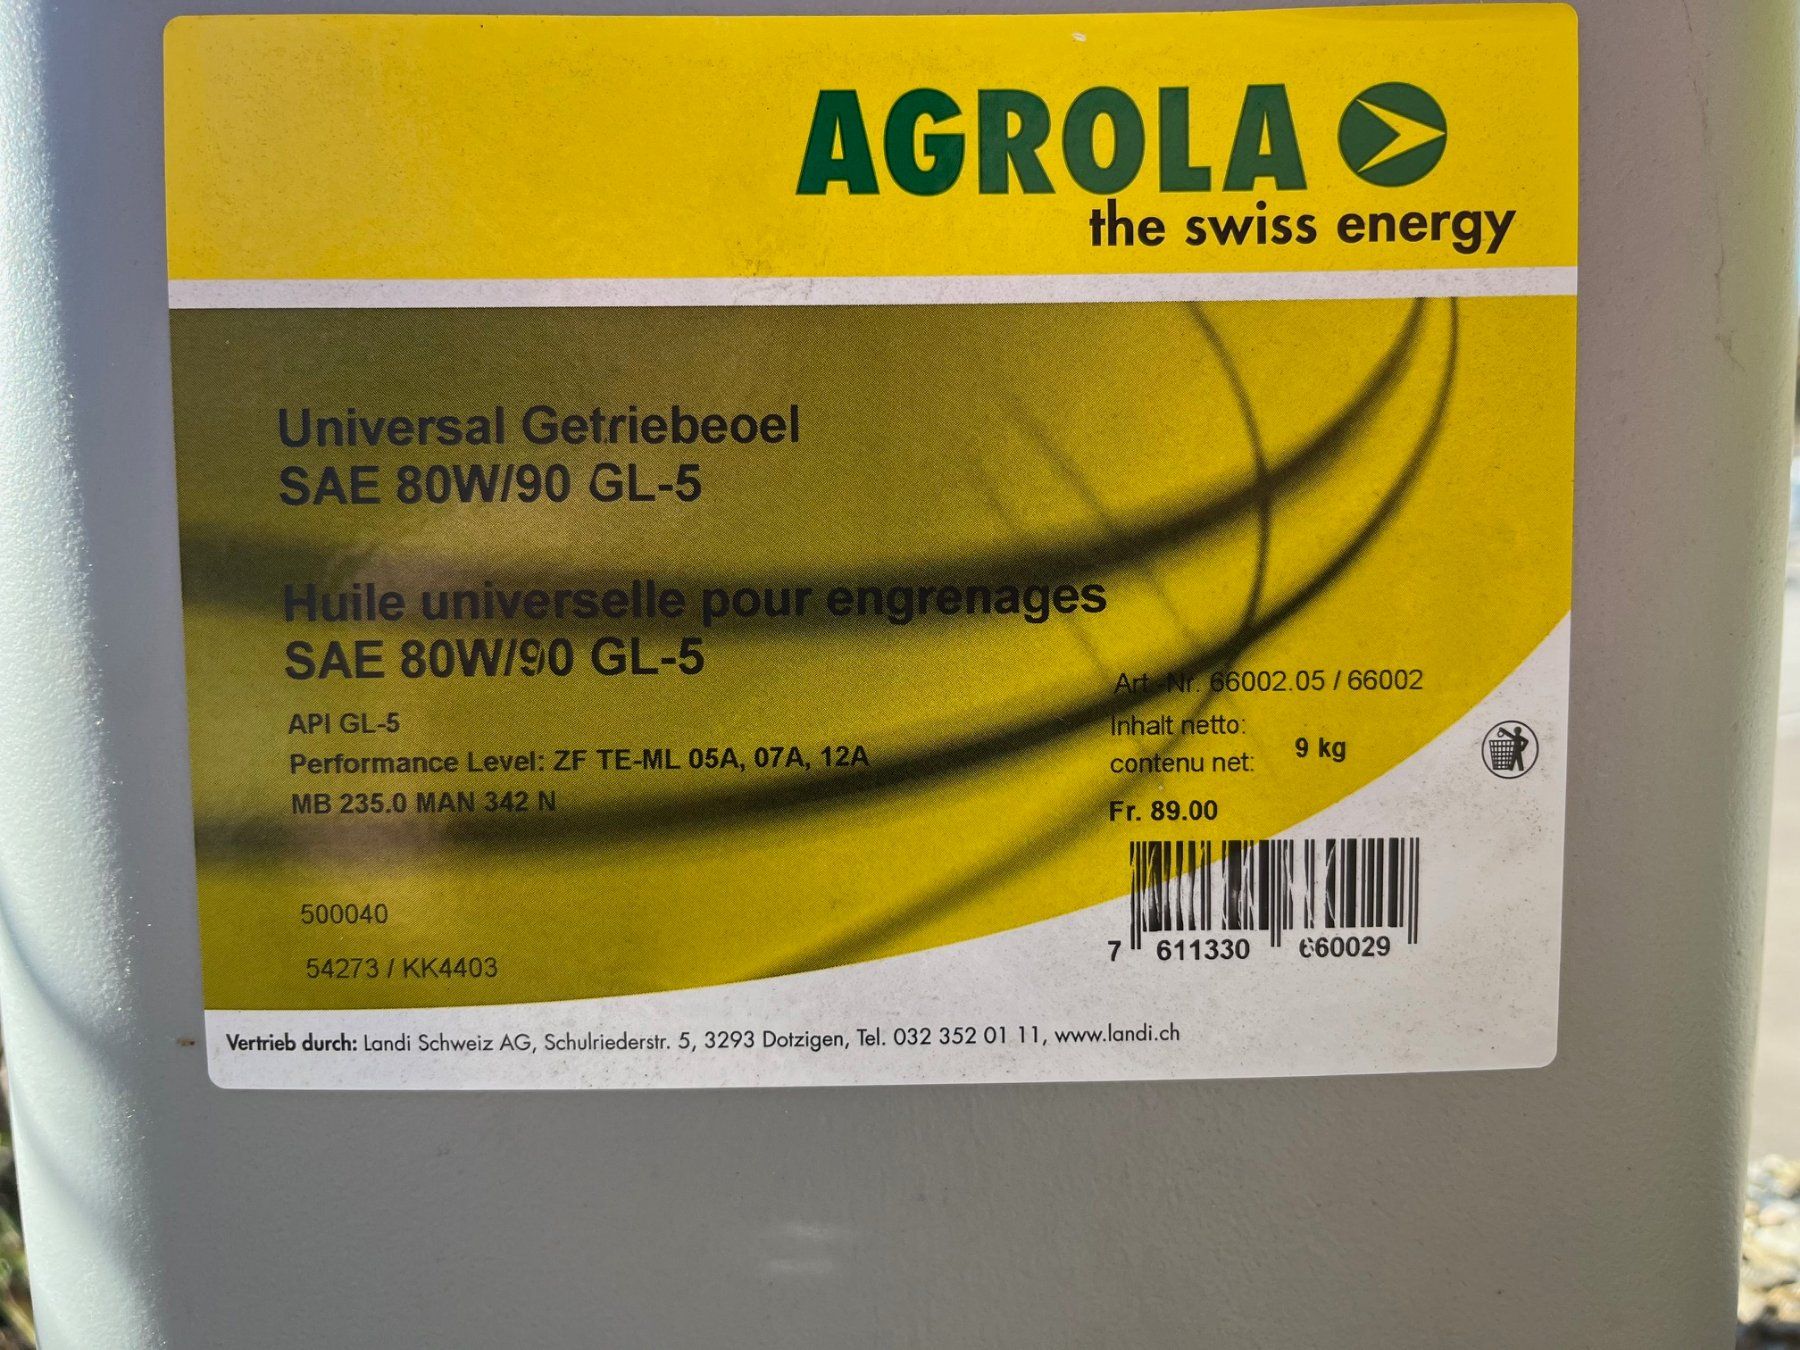 AGROLA
the swiss energy
Universal Getriebeoel
SAE 80W/90 GL-5
Huile universelle pour engrenages
SAE 80W/90 GL-5
API GL-5
Performance Level: ZF TE-ML 05A, 07A, 12A
MB 235.0 MAN 342 N
500040
54273 / KK4403
Art.-Nr. 66002.05 / 66002
Inhalt netto:
contenu net: 9 kg
Fr. 89.00
7 611330 660029
Vertrieb durch: Landi Schweiz AG, Schulriederstr. 5, 3293 Dotzigen, Tel. 032 352 01 11, www.landi.ch